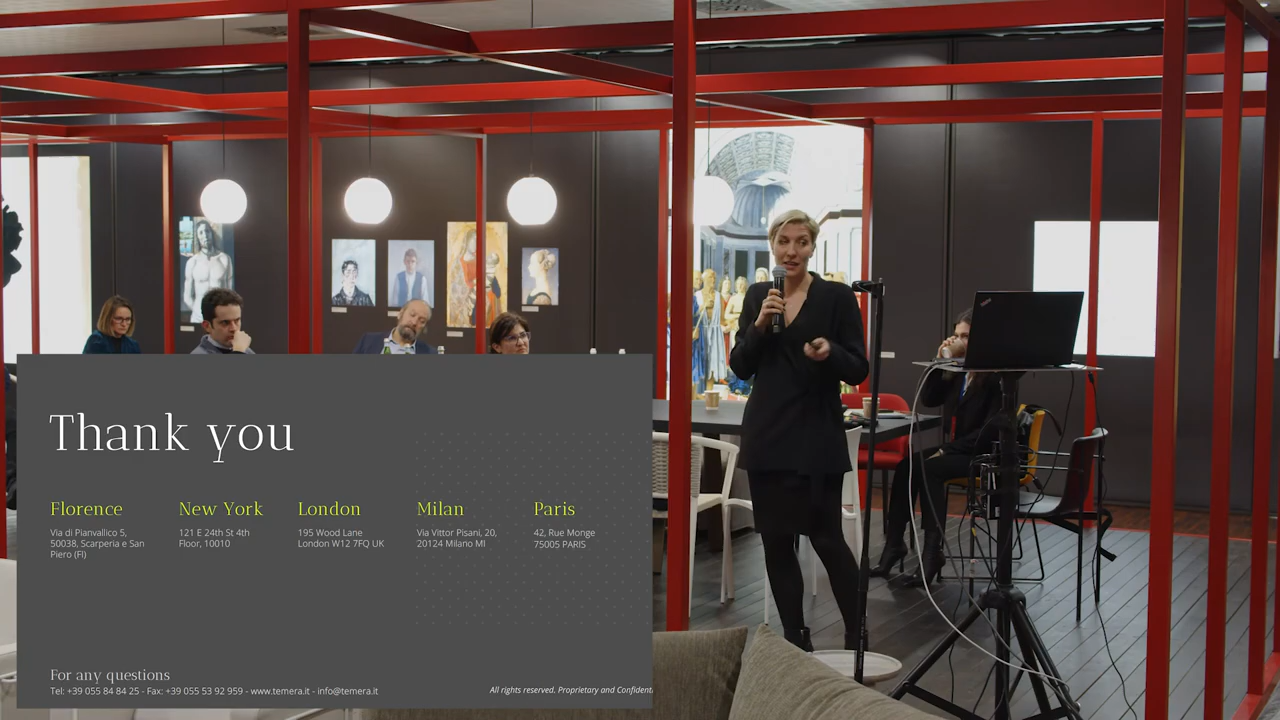 Thank you
Florence
Via di Pianvallico 5,
50038, Scarperia e San
Piero (FI)
New York
121 E 24th St 4th
Floor, 10010
London
195 Wood Lane
London W12 7FQ UK
Milan
Via Vittor Pisani, 20,
20124 Milano MI
Paris
42, Rue Monge
75005 PARIS
For any questions
Tel: +39 055 84 84 25 - Fax: +39 055 53 92 959 - www.temera.it - info@temera.it
All rights reserved. Proprietary and Confidenti